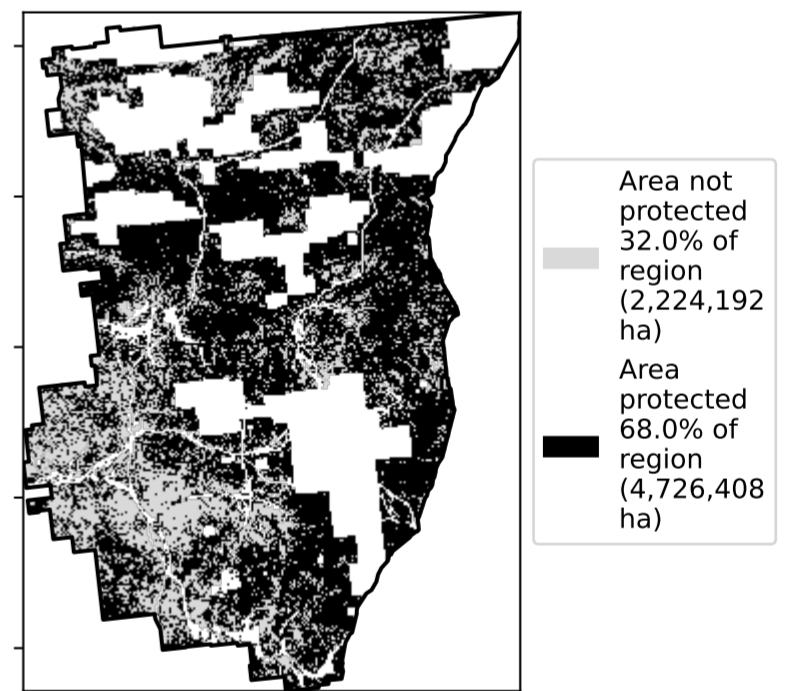 Area not
protected
32.0% of
region
(2,224,192
ha)
Area
protected
68.0% of
region
(4,726,408
ha)